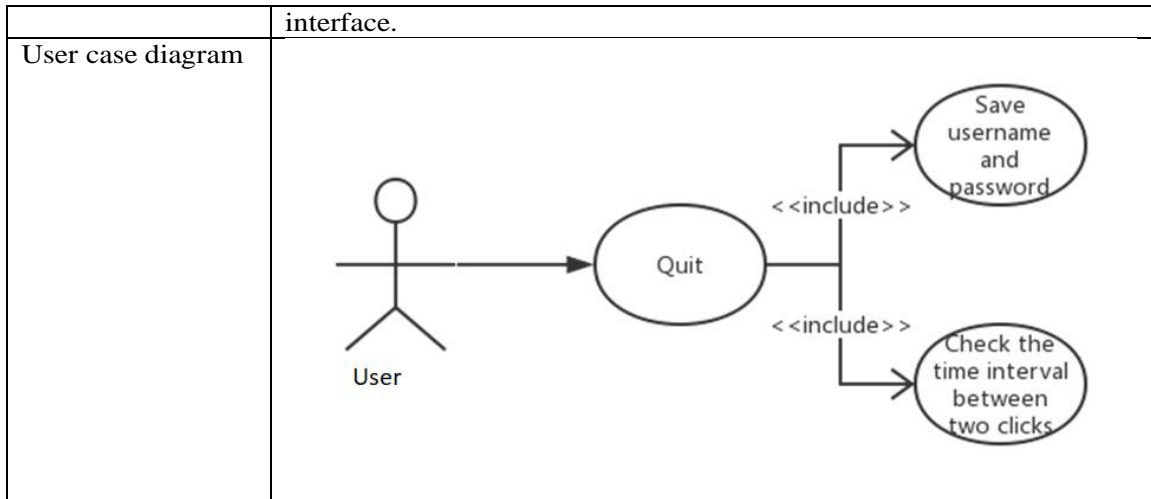 interface.
User case diagram
Save
username
and
password
<<include>>
Quit
<<include>>
Check the
time interval
between
two clicks
User